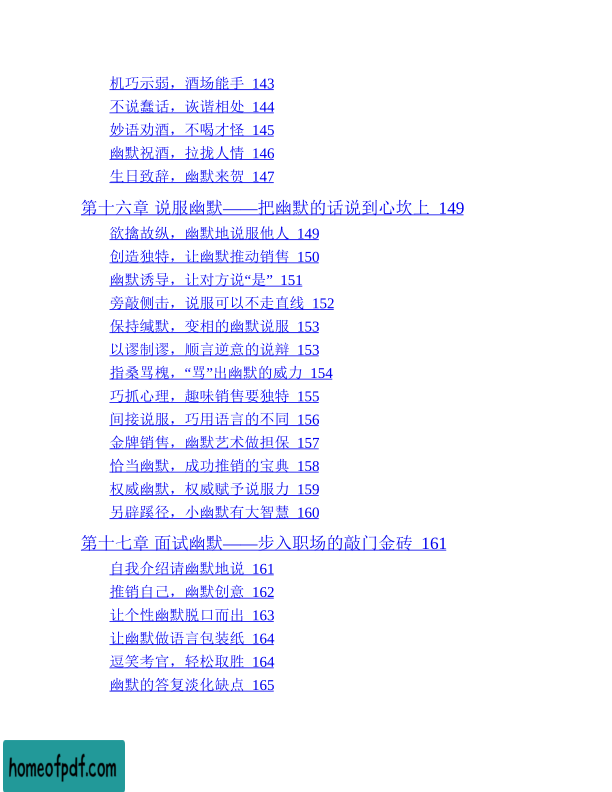 机巧示弱，酒场能手 143
不说蠢话，诙谐相处 144
妙语劝酒，不喝才怪 145
幽默祝酒，拉拢人情 146
生日致辞，幽默来贺 147
第十六章 说服幽默——把幽默的话说到心坎上 149
欲擒故纵，幽默地说服他人 149
创造独特，让幽默推动销售 150
幽默诱导，让对方说“是” 151
旁敲侧击，说服可以不走直线 152
保持缄默，变相的幽默说服 153
以谬制谬，顺言逆意的说辩 153
指桑骂槐，“骂”出幽默的威力 154
巧抓心理，趣味销售要独特 155
间接说服，巧用语言的不同 156
金牌销售，幽默艺术做担保 157
恰当幽默，成功推销的宝典 158
权威幽默，权威赋予说服力 159
另辟蹊径，小幽默有大智慧 160
第十七章 面试幽默——步入职场的敲门金砖 161
自我介绍请幽默地说 161
推销自己，幽默创意 162
让个性幽默脱口而出 163
让幽默做语言包装纸 164
逗笑考官，轻松取胜 164
幽默的答复淡化缺点 165
homeofpdf.com